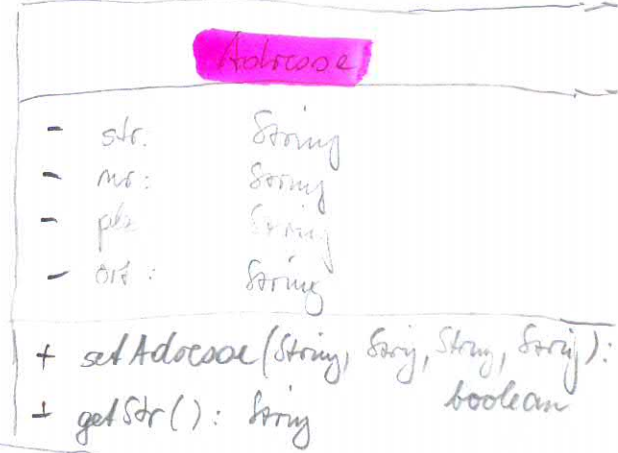 Adresse
- str: String
- nr: String
- plz String
- ort: String
+ setAdresse(String, String, String, String):
boolean
+ getStr(): String